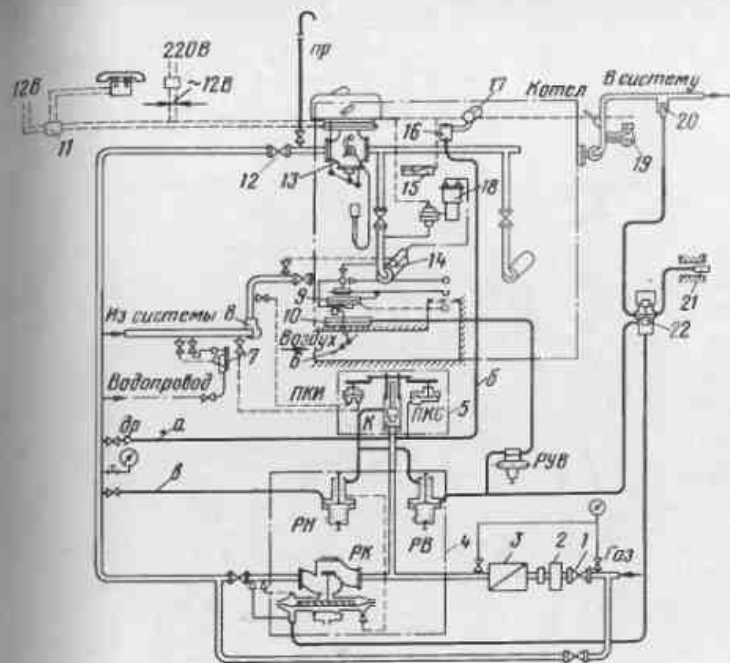 220В
12В
~12В
пр
17
Котел
В систему
11
16
20
12
13
15
18
19
14
Из системы 8
9
10
21
22
7
Воздух
6
б
Водопровод
ПКИ
ПКС
5
К
др
а
в
РУВ
РН
РВ
4
РК
3
2
1
Газ